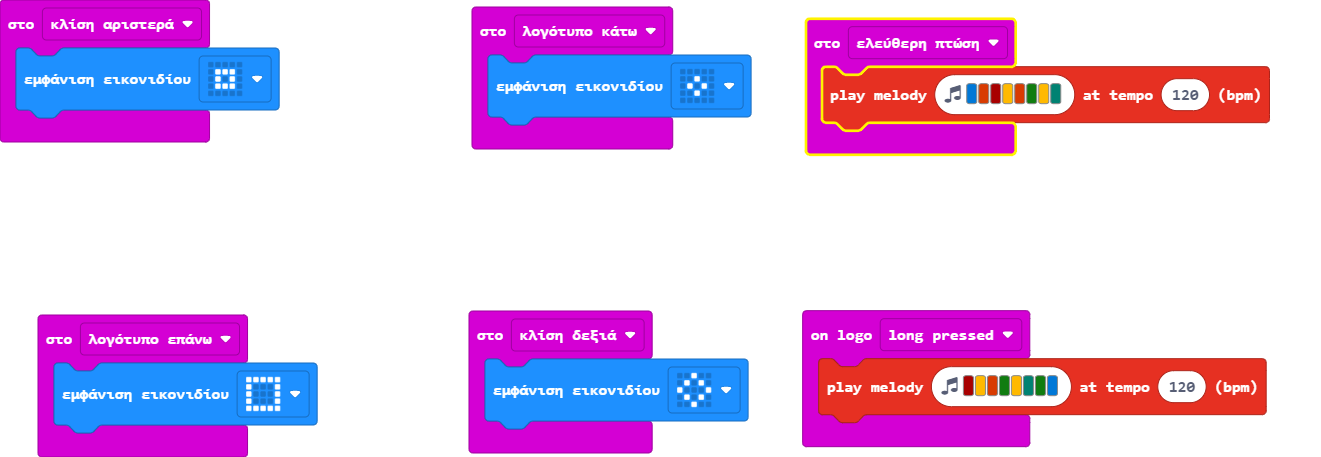 στο κλίση αριστερά
εμφάνιση εικονιδίου
στο λογότυπο κάτω
εμφάνιση εικονιδίου
στο ελεύθερη πτώση
play melody at tempo 120 (bpm)
στο λογότυπο επάνω
εμφάνιση εικονιδίου
στο κλίση δεξιά
εμφάνιση εικονιδίου
on logo long pressed
play melody at tempo 120 (bpm)